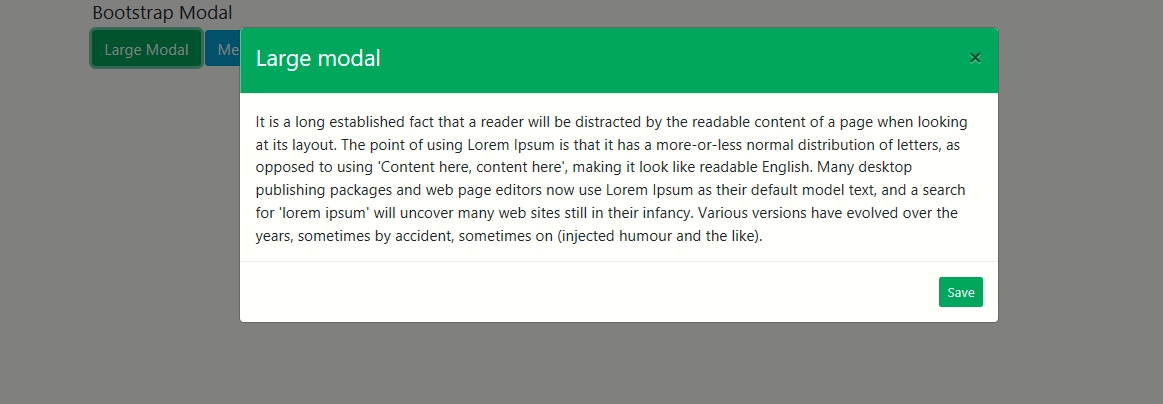 Bootstrap Modal
Large Modal
Me
Large modal
×
It is a long established fact that a reader will be distracted by the readable content of a page when looking
at its layout. The point of using Lorem Ipsum is that it has a more-or-less normal distribution of letters, as
opposed to using 'Content here, content here', making it look like readable English. Many desktop
publishing packages and web page editors now use Lorem Ipsum as their default model text, and a search
for 'lorem ipsum' will uncover many web sites still in their infancy. Various versions have evolved over the
years, sometimes by accident, sometimes on (injected humour and the like).
Save